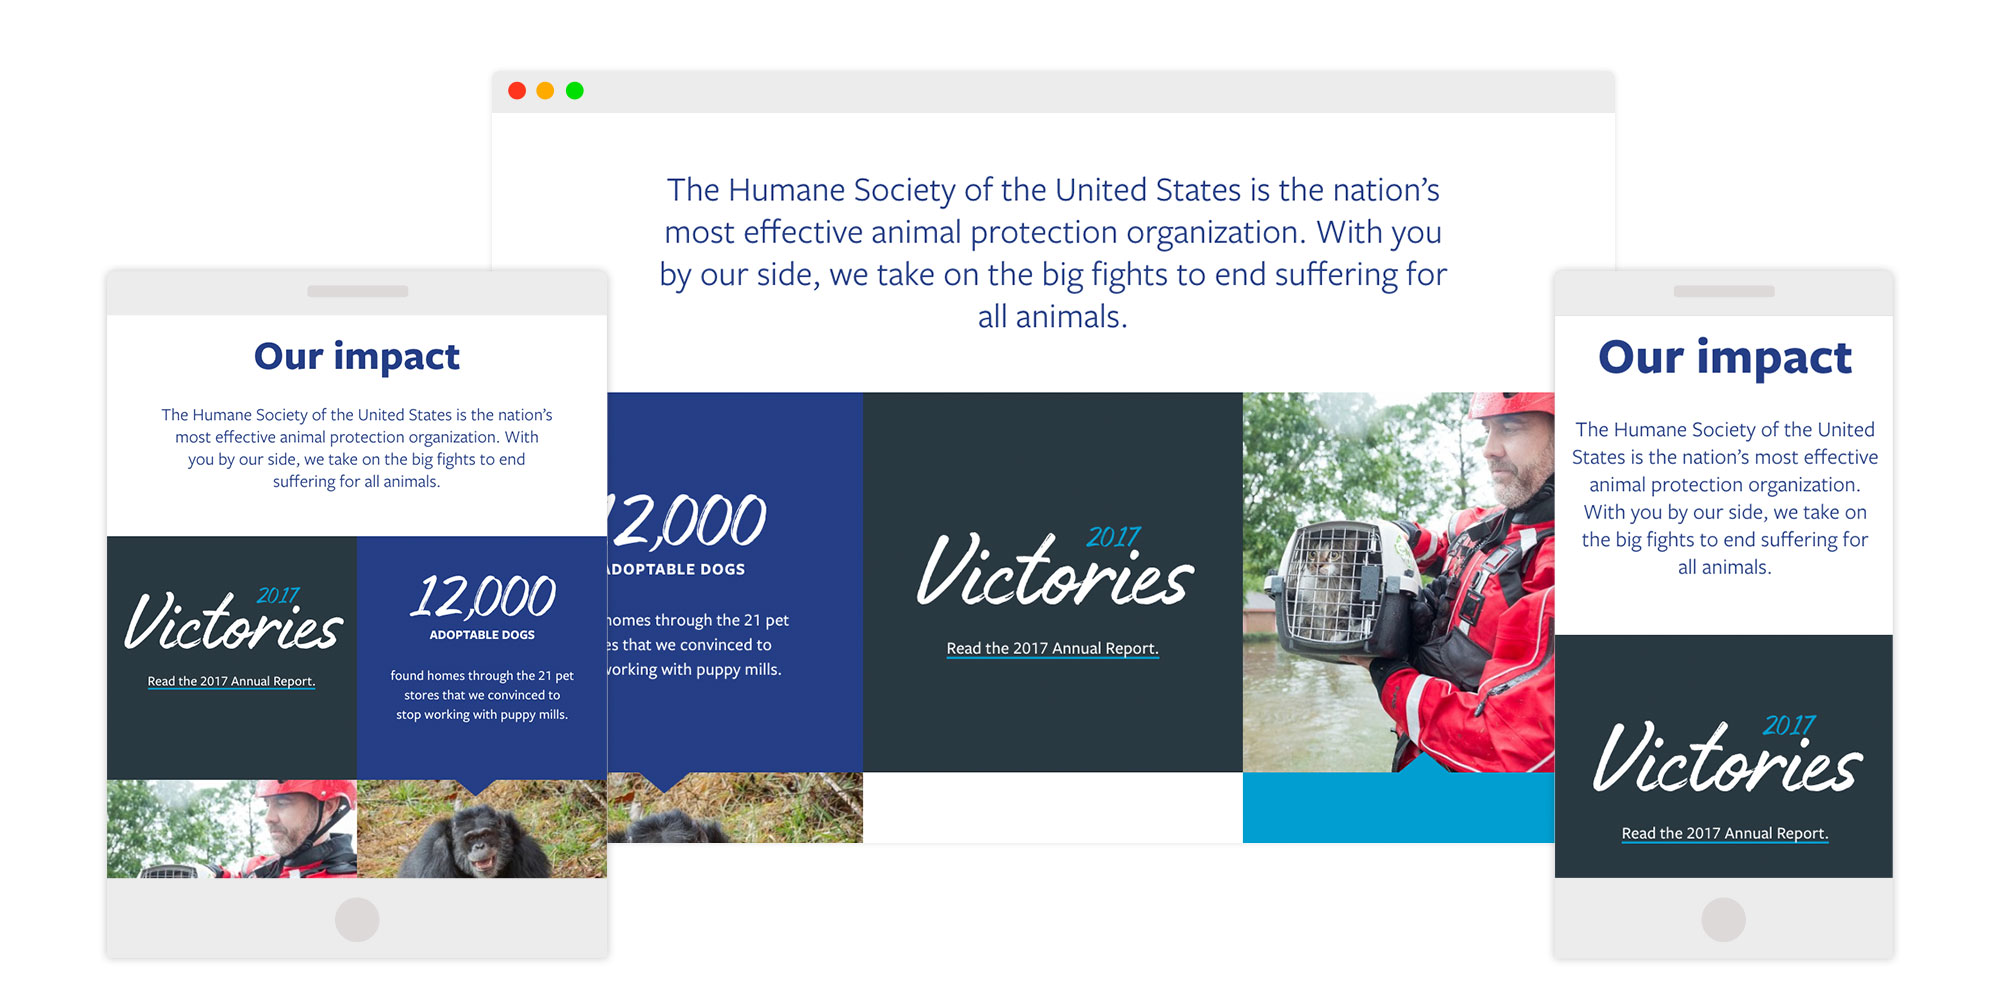 The Humane Society of the United States is the nation’s
most effective animal protection organization. With you
by our side, we take on the big fights to end suffering for
all animals.
12,000
ADOPTABLE DOGS
homes through the 21 pet
that we convinced to
working with puppy mills.
2017
Victories
Read the 2017 Annual Report.
Our impact
The Humane Society of the United States is the nation’s
most effective animal protection organization. With
you by our side, we take on the big fights to end
suffering for all animals.
2017
Victories
Read the 2017 Annual Report.
12,000
ADOPTABLE DOGS
found homes through the 21 pet
stores that we convinced to
stop working with puppy mills.
Our impact
The Humane Society of the United
States is the nation’s most effective
animal protection organization.
With you by our side, we take on
the big fights to end suffering for
all animals.
2017
Victories
Read the 2017 Annual Report.